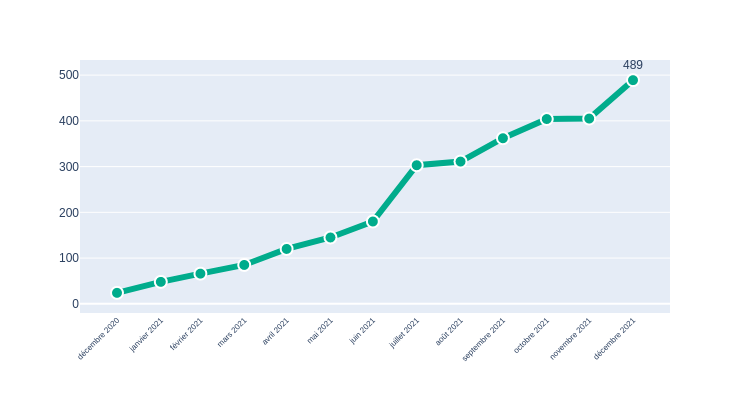 489
500
400
300
200
100
0
décembre 2020
janvier 2021
février 2021
mars 2021
avril 2021
mai 2021
juin 2021
juillet 2021
août 2021
septembre 2021
octobre 2021
novembre 2021
décembre 2021